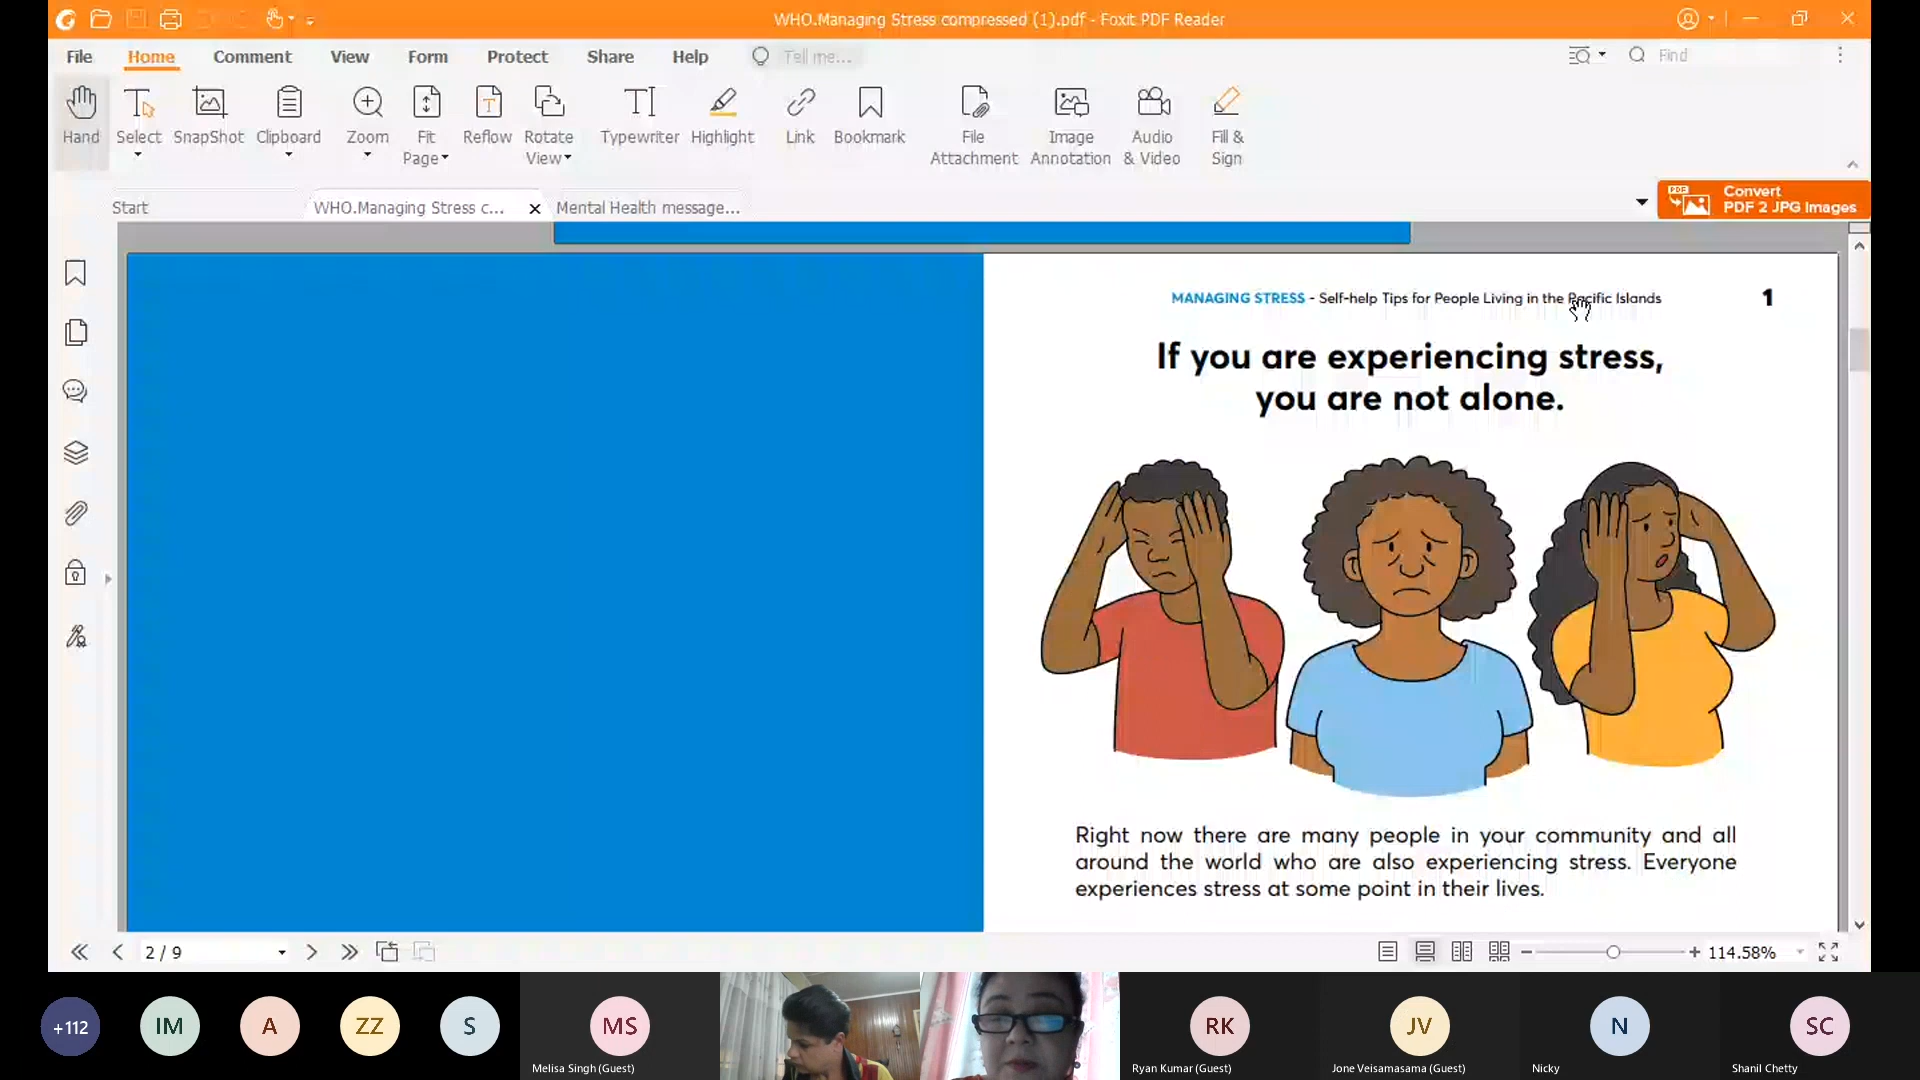 WHO.Managing Stress compressed (1).pdf - Foxit PDF Reader
File Home Comment View Form Protect Share Help Tell me... Find
Hand Select SnapShot Clipboard Zoom Fit Page Reflow Rotate View Typewriter Highlight Link Bookmark File Attachment Image Annotation Audio & Video Fill & Sign
Start WHO.Managing Stress c... Mental Health message...
PDF
Convert
PDF 2 JPG Images
MANAGING STRESS - Self-help Tips for People Living in the Pacific Islands 1
If you are experiencing stress,
you are not alone.
Right now there are many people in your community and all
around the world who are also experiencing stress. Everyone
experiences stress at some point in their lives.
2 / 9 114.58%
+112 IM A ZZ S MS RK JV N SC
Melisa Singh (Guest) Ryan Kumar (Guest) Jone Veisamasama (Guest) Nicky Shanil Chetty